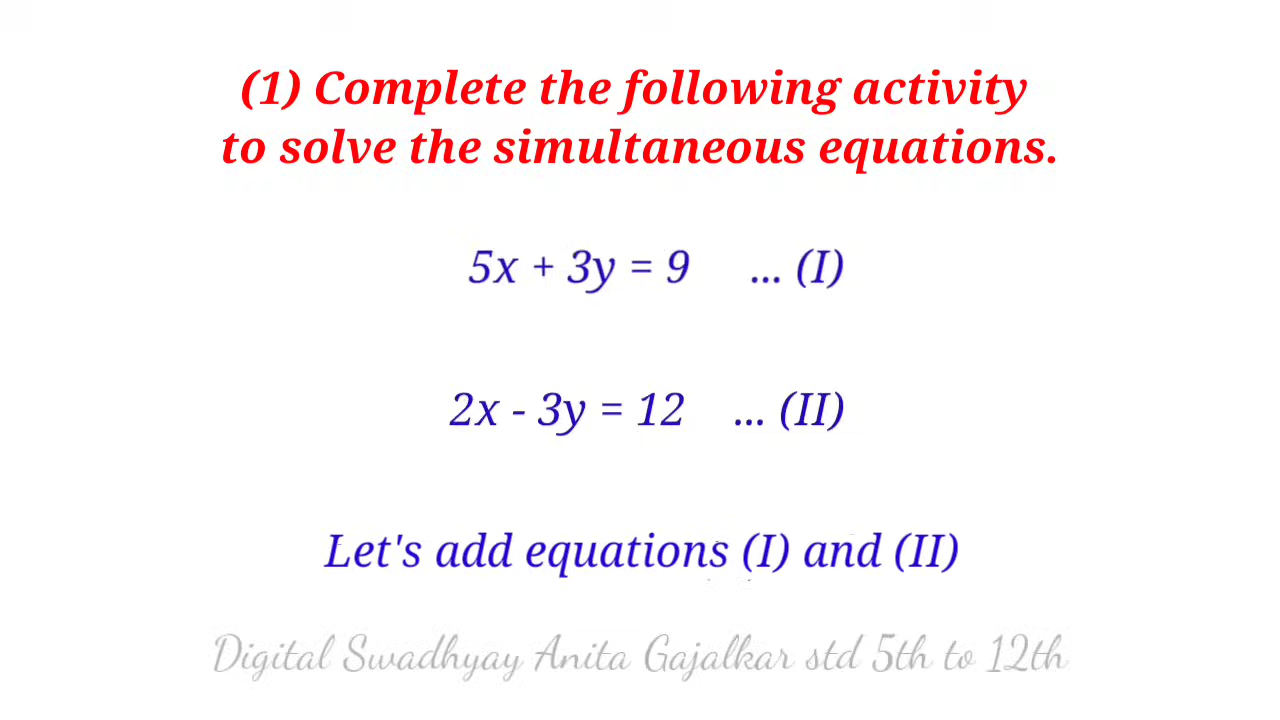 (1) Complete the following activity
to solve the simultaneous equations.
5x + 3y = 9 ... (I)
2x - 3y = 12 ... (II)
Let's add equations (I) and (II)
Digital Swadhyay Anita Gajalkar std 5th to 12th